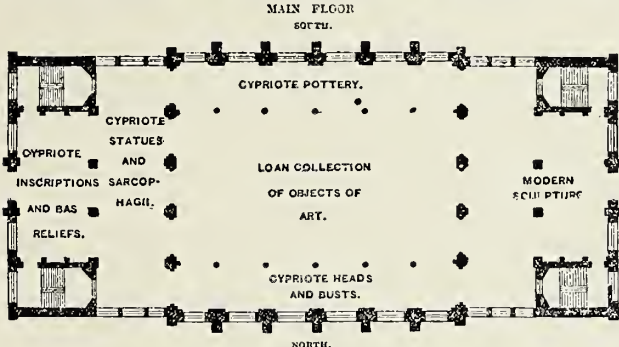 MAIN FLOOR
SOUTH.
CYPRIOTE POTTERY.
CYPRIOTE
STATUES
AND
SARCOP-
HAGII.
CYPRIOTE
INSCRIPTIONS
AND BAS
RELIEFS.
LOAN COLLECTION
OF OBJECTS OF
ART.
MODERN
SCULPTURE
CYPRIOTE HEADS
AND BUSTS.
NORTH.